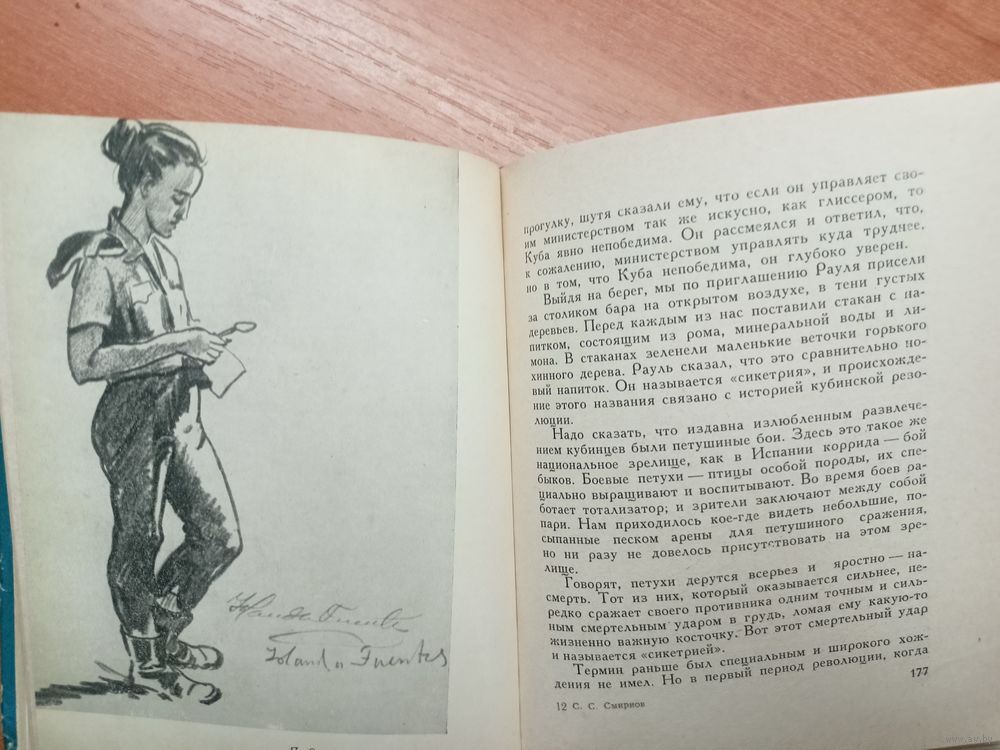 Yoland a Fuentes
прогулку, шутя сказали ему, что если он управляет сво-
им министерством так же искусно, как глиссером, то
Куба явно непобедима. Он рассмеялся и ответил, что,
к сожалению, министерством управлять куда труднее,
но в том, что Куба непобедима, он глубоко уверен.
Выйдя на берег, мы по приглашению Рауля присели
за столиком бара на открытом воздухе, в тени густых
деревьев. Перед каждым из нас поставили стакан с на-
питком, состоящим из рома, минеральной воды и ли-
мона. В стаканах зеленели маленькие веточки горького
хинного дерева. Рауль сказал, что это сравнительно но-
вый напиток. Он называется «сикетрия», и происхожде-
ние этого названия связано с историей кубинской рево-
люции.
Надо сказать, что издавна излюбленным развлече-
нием кубинцев были петушиные бои. Здесь это такое же
национальное зрелище, как в Испании коррида — бой
быков. Боевые петухи — птицы особой породы, их спе-
циально выращивают и воспитывают. Во время боев ра-
ботает тотализатор; и зрители заключают между собой
пари. Нам приходилось кое-где видеть небольшие, по-
сыпанные песком арены для петушиного сражения,
но ни разу не довелось присутствовать на этом зре-
лище.
Говорят, петухи дерутся всерьез и яростно — на-
смерть. Тот из них, который оказывается сильнее, не-
редко сражает своего противника одним точным и силь-
ным смертельным ударом в грудь, ломая ему какую-то
жизненно важную косточку. Вот этот смертельный удар
и называется «сикетрией».
Термин раньше был специальным и широкого хож-
дения не имел. Но в первый период революции, когда
177
12 С. С. Смирнов
www.ay.by